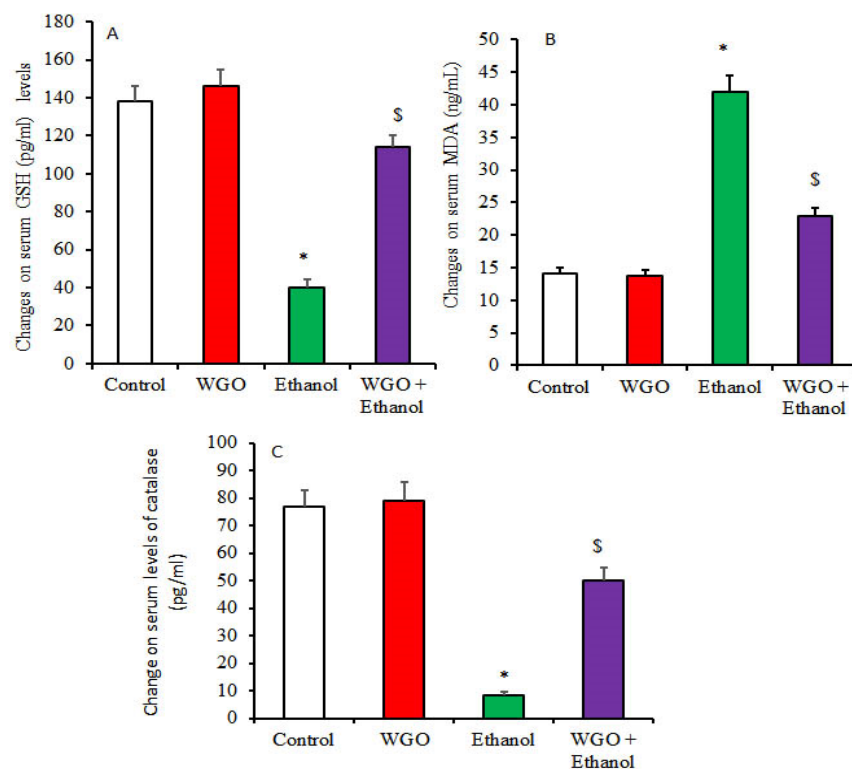 A
Changes on serum GSH (pg/ml) levels
180
160
140
120
100
80
60
40
20
0
*
$
Control
WGO
Ethanol
WGO +
Ethanol
B
Changes on serum MDA (ng/mL)
50
45
40
35
30
25
20
15
10
5
0
*
$
Control
WGO
Ethanol
WGO +
Ethanol
C
Change on serum levels of catalase
(pg/ml)
100
90
80
70
60
50
40
30
20
10
0
*
$
Control
WGO
Ethanol
WGO +
Ethanol